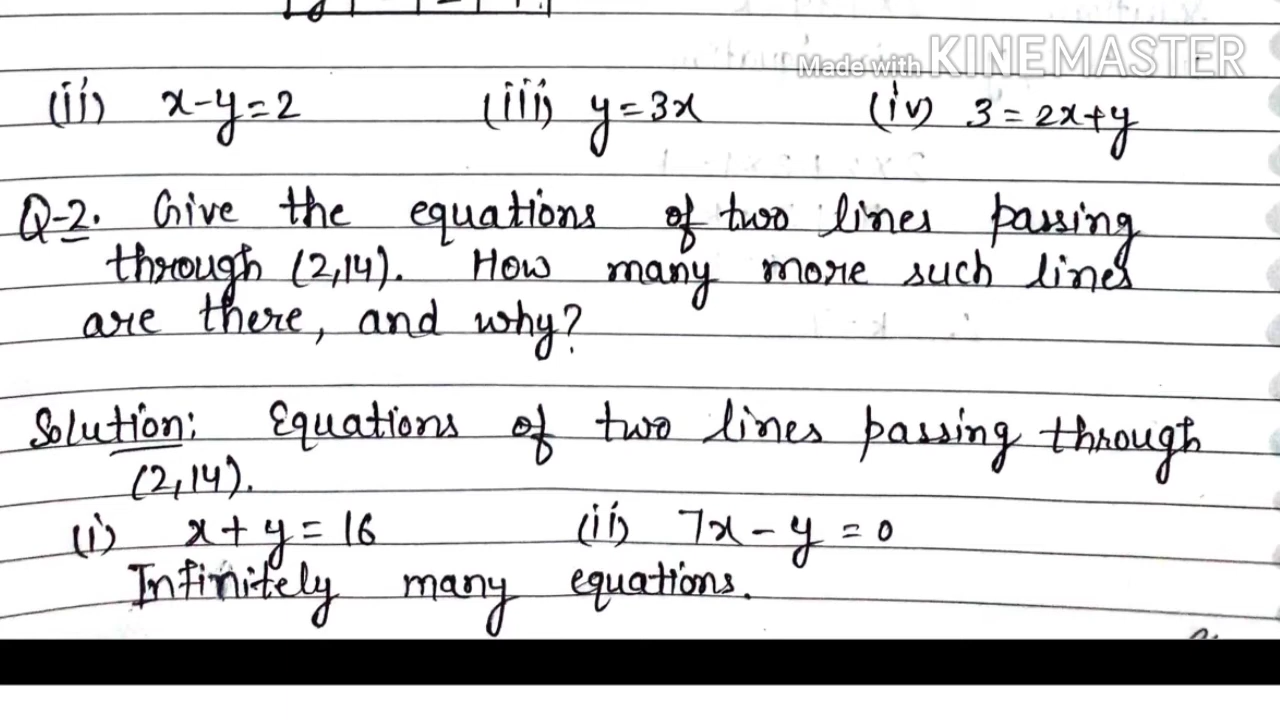 Made with KINEMASTER
(ii) x-y=2 (iii) y=3x (iv) 3=2x+y
Q-2. Give the equations of two lines passing
through (2,14). How many more such lines
are there, and why?
Solution: Equations of two lines passing through
(2,14).
(i) x+y=16 (ii) 7x-y=0
Infinitely many equations.